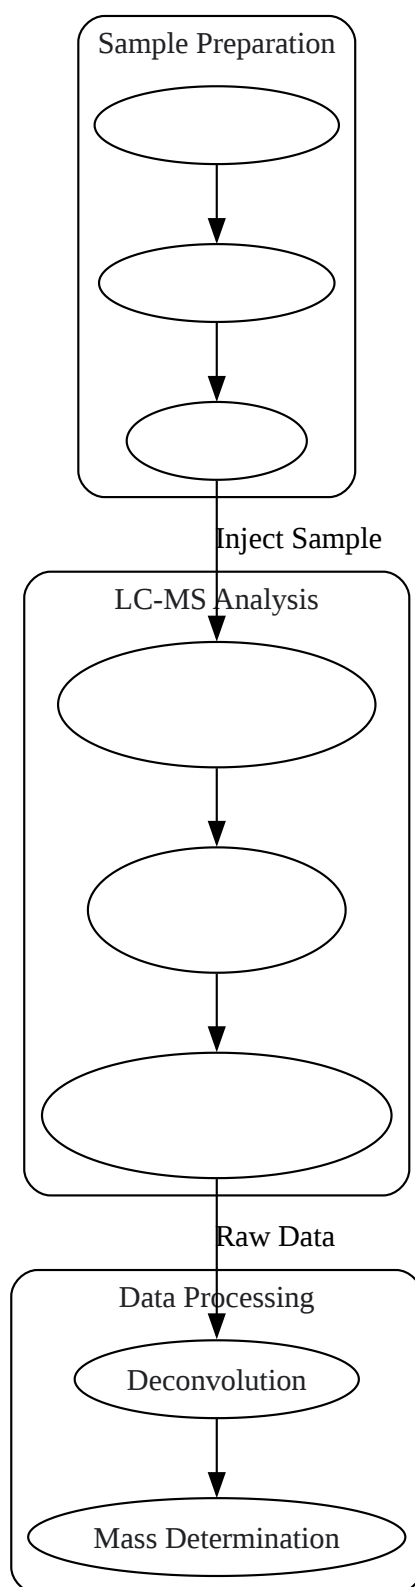 Sample Preparation
Inject Sample
LC-MS Analysis
Raw Data
Data Processing
Deconvolution
Mass Determination